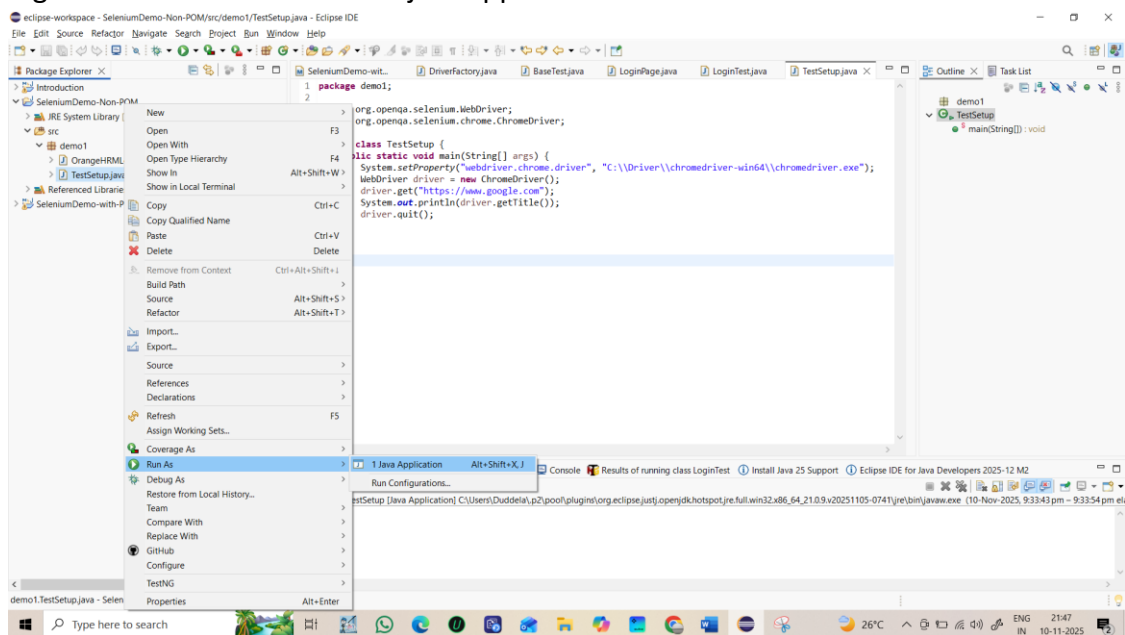 eclipse-workspace - SeleniumDemo-Non-POM/src/demo1/TestSetup.java - Eclipse IDE
File Edit Source Refactor Navigate Search Project Run Window Help
Package Explorer
Introduction
SeleniumDemo-Non-POM
JRE System Library [
src
demo1
OrangeHRML
TestSetup.java
Referenced Librarie
SeleniumDemo-with-P
New
Open F3
Open With
Open Type Hierarchy F4
Show In Alt+Shift+W
Show in Local Terminal
Copy Ctrl+C
Copy Qualified Name
Paste Ctrl+V
Delete Delete
Remove from Context Ctrl+Alt+Shift+↓
Build Path
Source Alt+Shift+S
Refactor Alt+Shift+T
Import...
Export...
Source
References
Declarations
Refresh F5
Assign Working Sets...
Coverage As
Run As
Debug As
Restore from Local History...
Team
Compare With
Replace With
GitHub
Configure
TestNG
Properties Alt+Enter
1 Java Application Alt+Shift+X, J
Run Configurations...
SeleniumDemo-wit... DriverFactory.java BaseTest.java LoginPage.java LoginTest.java TestSetup.java
1 package demo1;
2
org.openqa.selenium.WebDriver;
org.openqa.selenium.chrome.ChromeDriver;
class TestSetup {
blic static void main(String[] args) {
System.setProperty("webdriver.chrome.driver", "C:\\Driver\\chromedriver-win64\\chromedriver.exe");
WebDriver driver = new ChromeDriver();
driver.get("https://www.google.com");
System.out.println(driver.getTitle());
driver.quit();
Outline Task List
demo1
TestSetup
main(String[]) : void
Console Results of running class LoginTest Install Java 25 Support Eclipse IDE for Java Developers 2025-12 M2
estSetup [Java Application] C:\Users\Duddela\.p2\pool\plugins\org.eclipse.justj.openjdk.hotspot.jre.full.win32.x86_64_21.0.9.v20251105-0741\jre\bin\javaw.exe (10-Nov-2025, 9:33:43 pm – 9:33:54 pm el
demo1.TestSetup.java - Selen
Type here to search
26°C
ENG
IN
21:47
10-11-2025